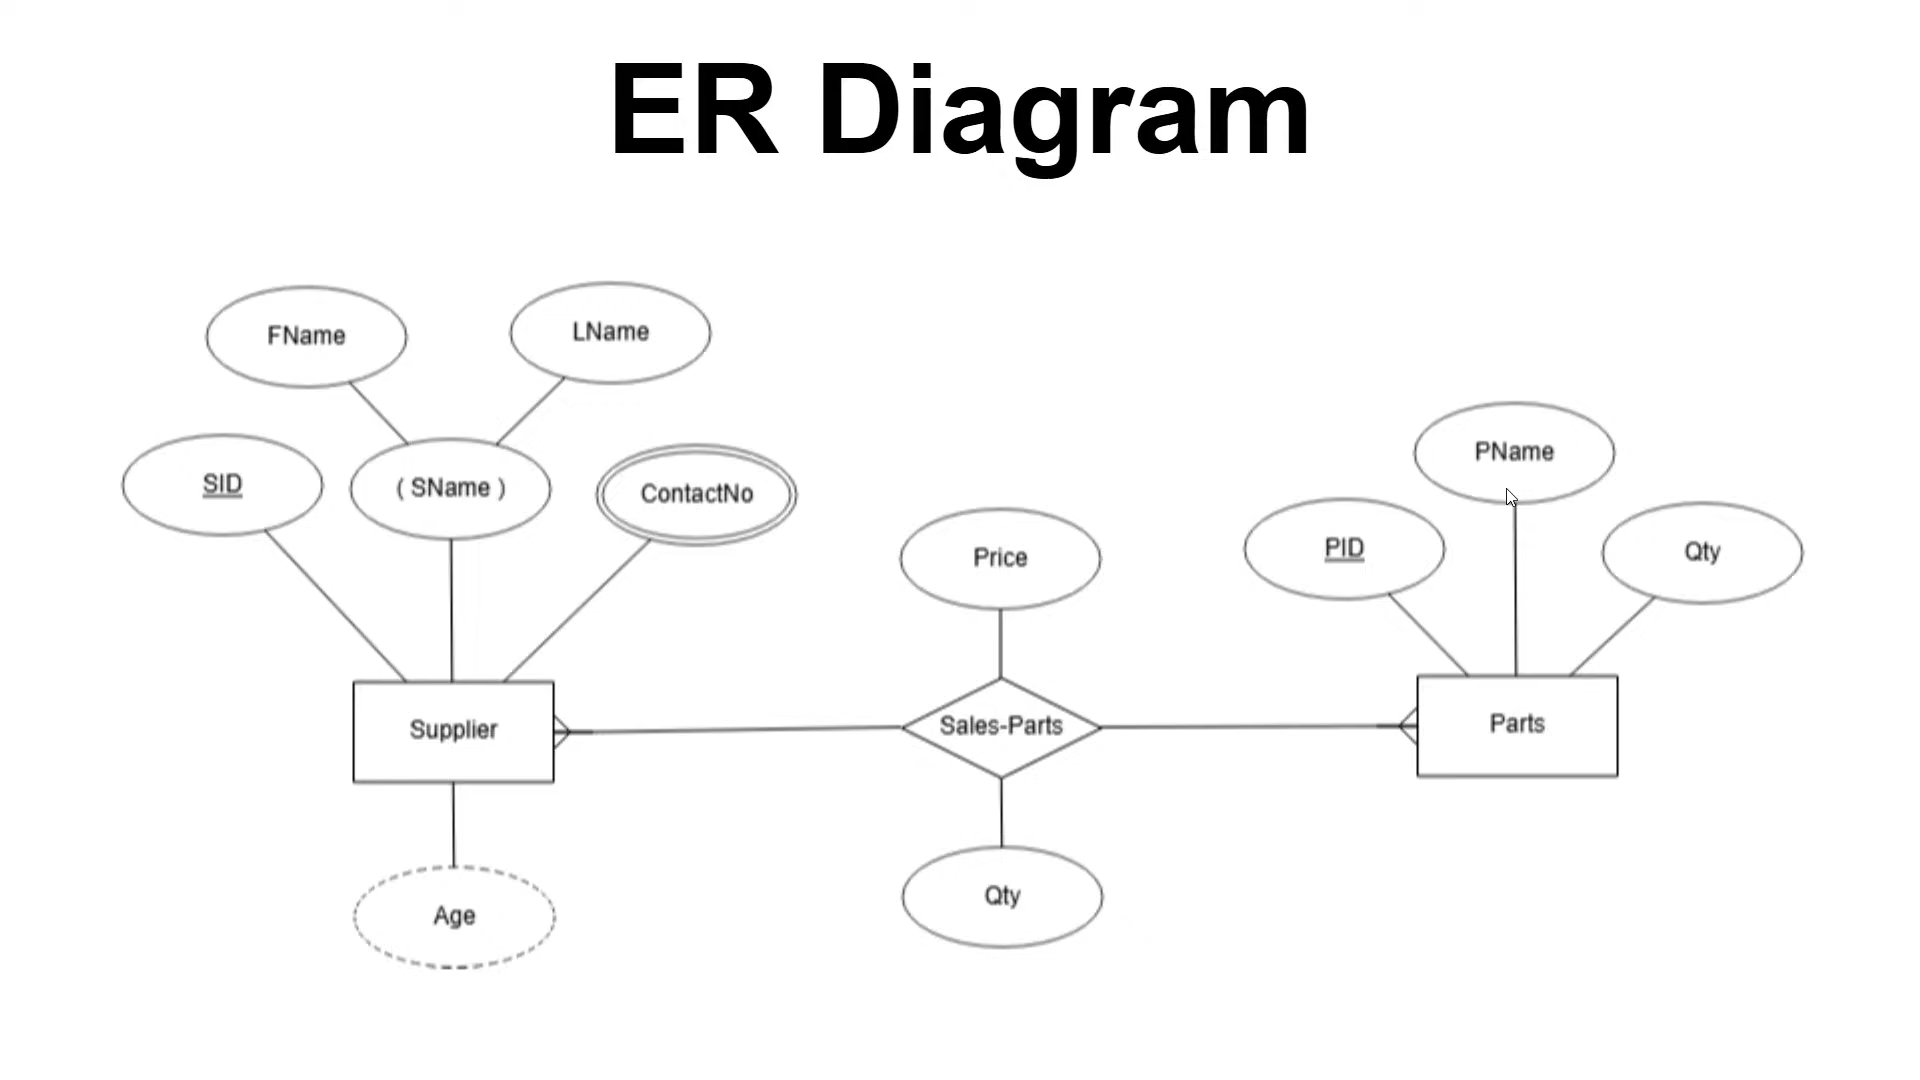 ER Diagram
FName
LName
SID
( SName )
ContactNo
PName
PID
Qty
Price
Supplier
Sales-Parts
Parts
Age
Qty